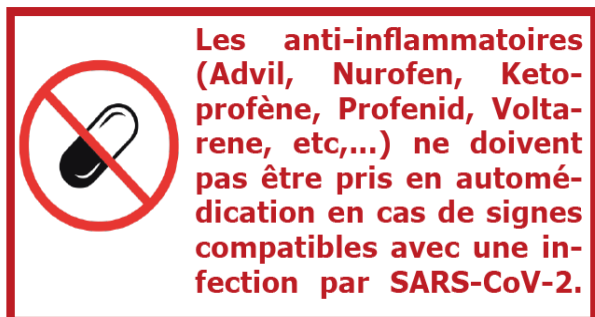 Les anti-inflammatoires
(Advil, Nurofen, Keto-
profène, Profenid, Volta-
rene, etc,...) ne doivent
pas être pris en automé-
dication en cas de signes
compatibles avec une in-
fection par SARS-CoV-2.